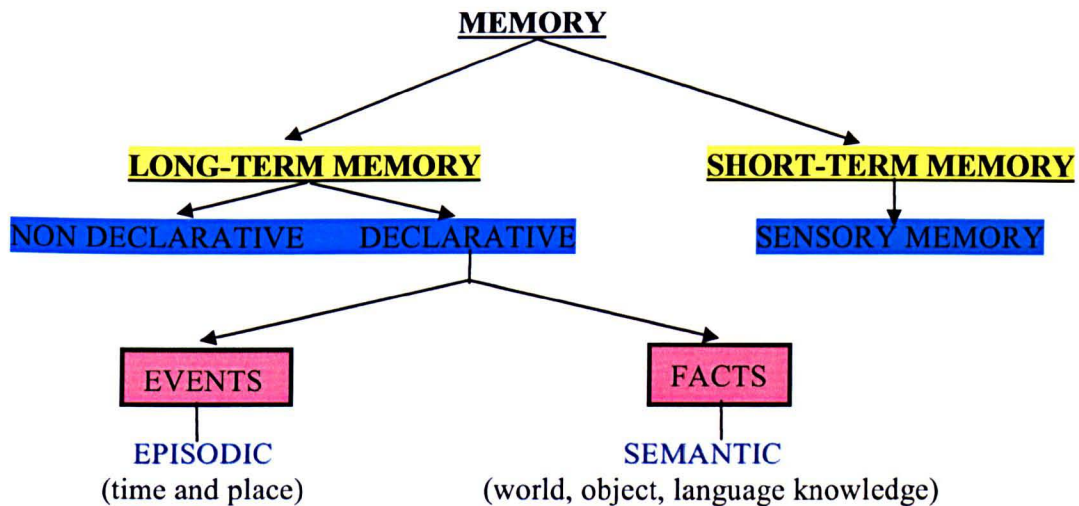 MEMORY
LONG-TERM MEMORY SHORT-TERM MEMORY
NON DECLARATIVE DECLARATIVE SENSORY MEMORY
EVENTS FACTS
EPISODIC SEMANTIC
(time and place) (world, object, language knowledge)